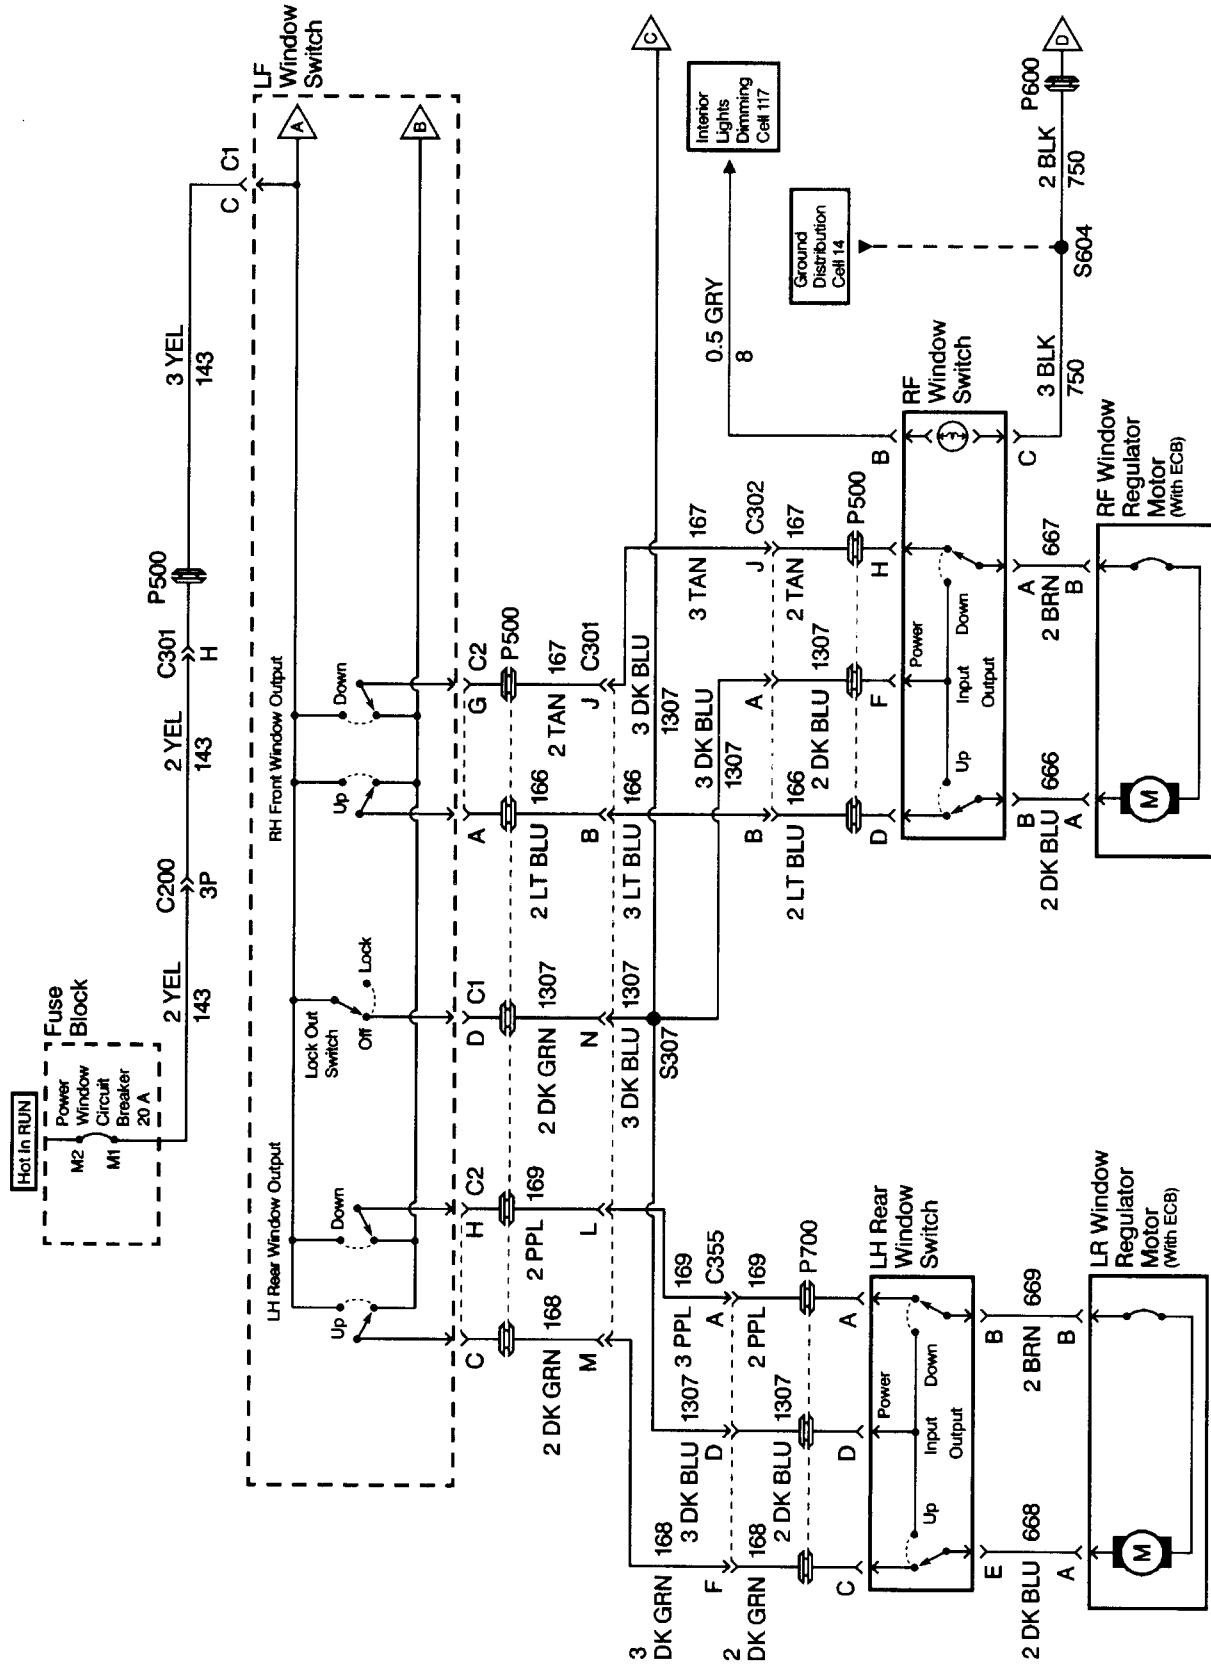 Hot in RUN
Fuse
Block
Power
Window
Circuit
Breaker
20 A
M2
M1
2 YEL
143
C200
3P
2 YEL
143
C301
H
P500
3 YEL
143
C
C1
LF
Window
Switch
A
B
LH Rear Window Output
Up
Down
Lock Out
Switch
Off
Lock
RH Front Window Output
Up
Down
C
H
C2
D
C1
A
G
C2
P500
2 DK GRN
168
2 PPL
169
2 DK GRN
1307
2 LT BLU
166
2 TAN
167
M
L
N
B
J
C301
3 DK BLU
1307
3 LT BLU
166
3 DK BLU
1307
C
S307
3
DK GRN
168
3 DK BLU
1307
3 PPL
169
F
D
A
C355
2
DK GRN
168
2 DK BLU
1307
2 PPL
169
P700
C
D
A
LH Rear
Window
Switch
Power
Input
Output
Up
Down
E
B
2 DK BLU
668
2 BRN
669
A
B
LR Window
Regulator
Motor
(With ECB)
M
3 DK BLU
1307
3 TAN
167
B
A
J
C302
2 LT BLU
166
2 DK BLU
1307
2 TAN
167
P500
D
F
H
B
RF
Window
Switch
Power
Input
Output
Up
Down
B
A
C
2 DK BLU
666
2 BRN
667
A
B
RF Window
Regulator
Motor
(With ECB)
M
0.5 GRY
8
Interior
Lights
Dimming
Cell 117
Ground
Distribution
Cell 14
3 BLK
750
S604
2 BLK
750
P600
D